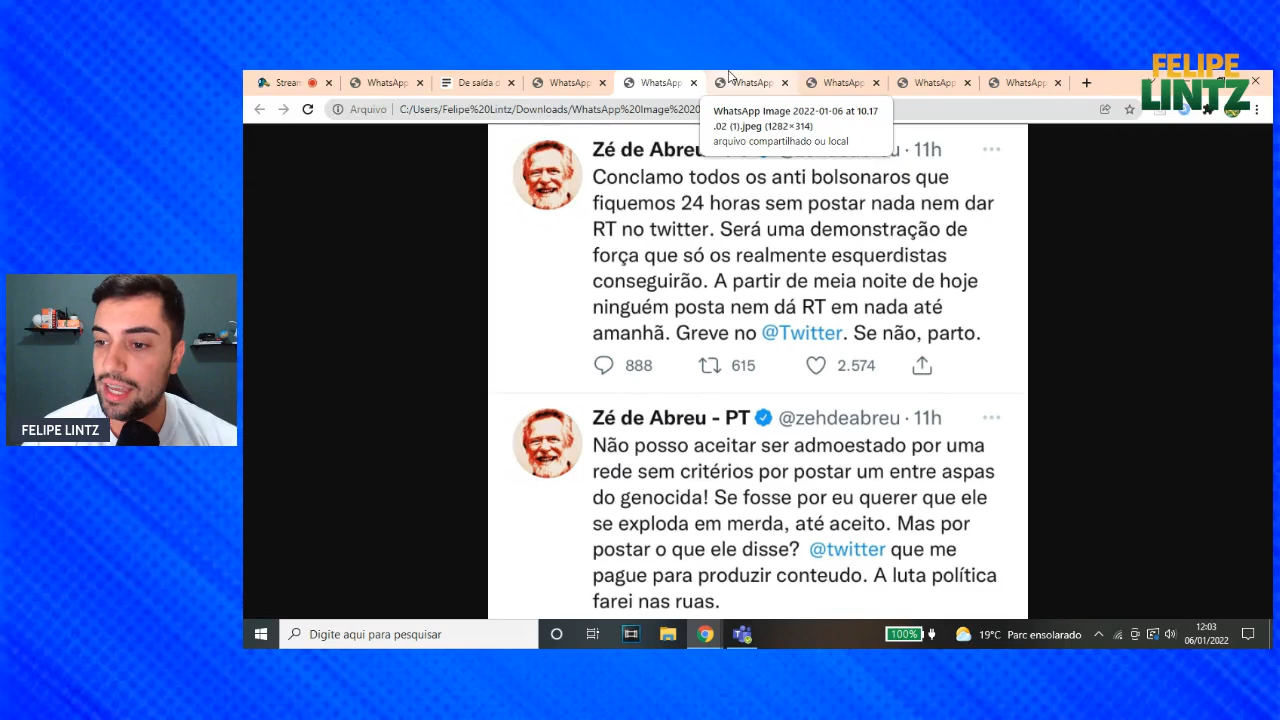 FELIPE
LINTZ
Stream
WhatsApp
De saída d
WhatsApp
WhatsApp
WhatsApp
WhatsApp
WhatsApp
WhatsApp
Arquivo
C:/Users/Felipe%20Lintz/Downloads/WhatsApp%20Image%2020
WhatsApp Image 2022-01-06 at 10.17
.02 (1).jpeg (1282×314)
arquivo compartilhado ou local
Zé de Abreu · 11h
Conclamo todos os anti bolsonaros que
fiquemos 24 horas sem postar nada nem dar
RT no twitter. Será uma demonstração de
força que só os realmente esquerdistas
conseguirão. A partir de meia noite de hoje
ninguém posta nem dá RT em nada até
amanhã. Greve no @Twitter. Se não, parto.
888 615 2.574
Zé de Abreu - PT @zehdeabreu · 11h
Não posso aceitar ser admoestado por uma
rede sem critérios por postar um entre aspas
do genocida! Se fosse por eu querer que ele
se exploda em merda, até aceito. Mas por
postar o que ele disse? @twitter que me
pague para produzir conteudo. A luta política
farei nas ruas.
FELIPE LINTZ
Digite aqui para pesquisar
100%
19°C Parc ensolarado
12:03
06/01/2022